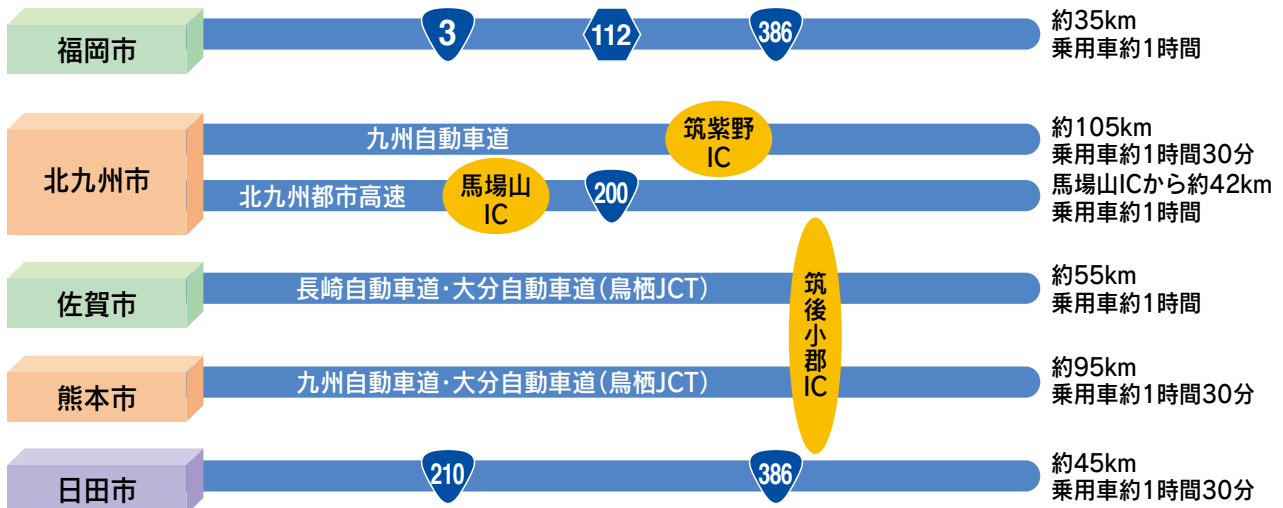 福岡市
3
112
386
約35km
乗用車約1時間
北九州市
九州自動車道
筑紫野
IC
約105km
乗用車約1時間30分
北九州都市高速
馬場山
IC
200
馬場山ICから約42km
乗用車約1時間
佐賀市
長崎自動車道・大分自動車道（鳥栖JCT）
筑後小郡IC
約55km
乗用車約1時間
熊本市
九州自動車道・大分自動車道（鳥栖JCT）
約95km
乗用車約1時間30分
日田市
210
386
約45km
乗用車約1時間30分